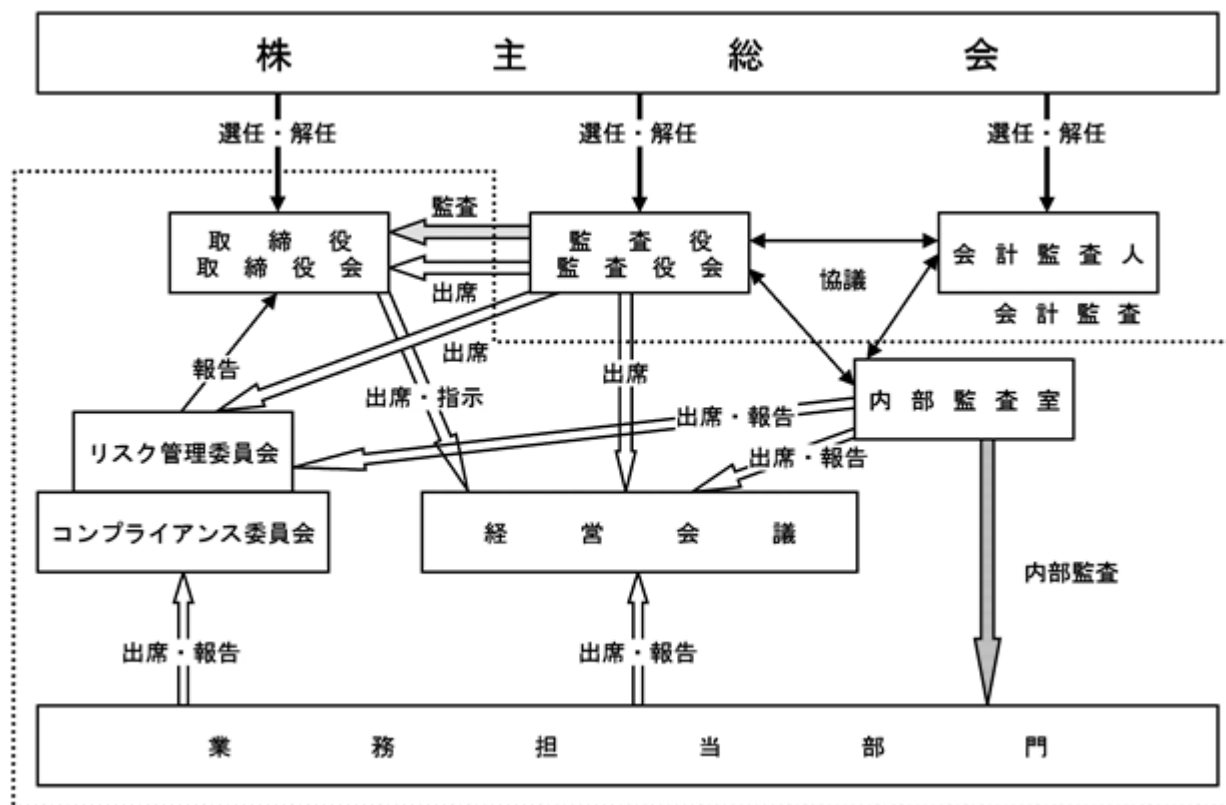 株主総会
選任・解任
選任・解任
選任・解任
監査
取締役
取締役会
監査役
監査役会
会計監査人
出席
協議
会計監査
報告
出席
出席
出席・指示
内部監査室
出席・報告
リスク管理委員会
出席・報告
コンプライアンス委員会
経営会議
内部監査
出席・報告
出席・報告
業務担当部門